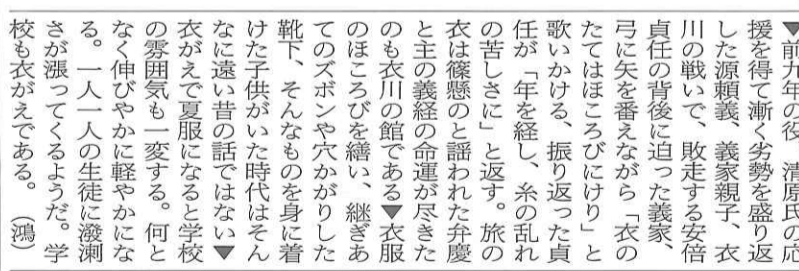 ▼前九年の役、清原氏の応
援を得て漸く劣勢を盛り返
した源頼義、義家親子、衣
川の戦いで、敗走する安倍
貞任の背後に迫った義家、
弓に矢を番えながら「衣の
たてはほころびにけり」と
歌いかける、振り返った貞
任が「年を経し、糸の乱れ
の苦しさに」と返す。旅の
衣は篠懸のと謡われた弁慶
と主の義経の命運が尽きた
のも衣川の館である▼衣服
のほころびを繕い、継ぎあ
てのズボンや穴かがりした
靴下、そんなものを身に着
けた子供がいた時代はそん
なに遠い昔の話ではない▼
衣がえで夏服になると学校
の雰囲気も一変する。何と
なく伸びやかに軽やかにな
る。一人一人の生徒に潑溂
さが漲ってくるようだ。学
校も衣がえである。　（鴻）